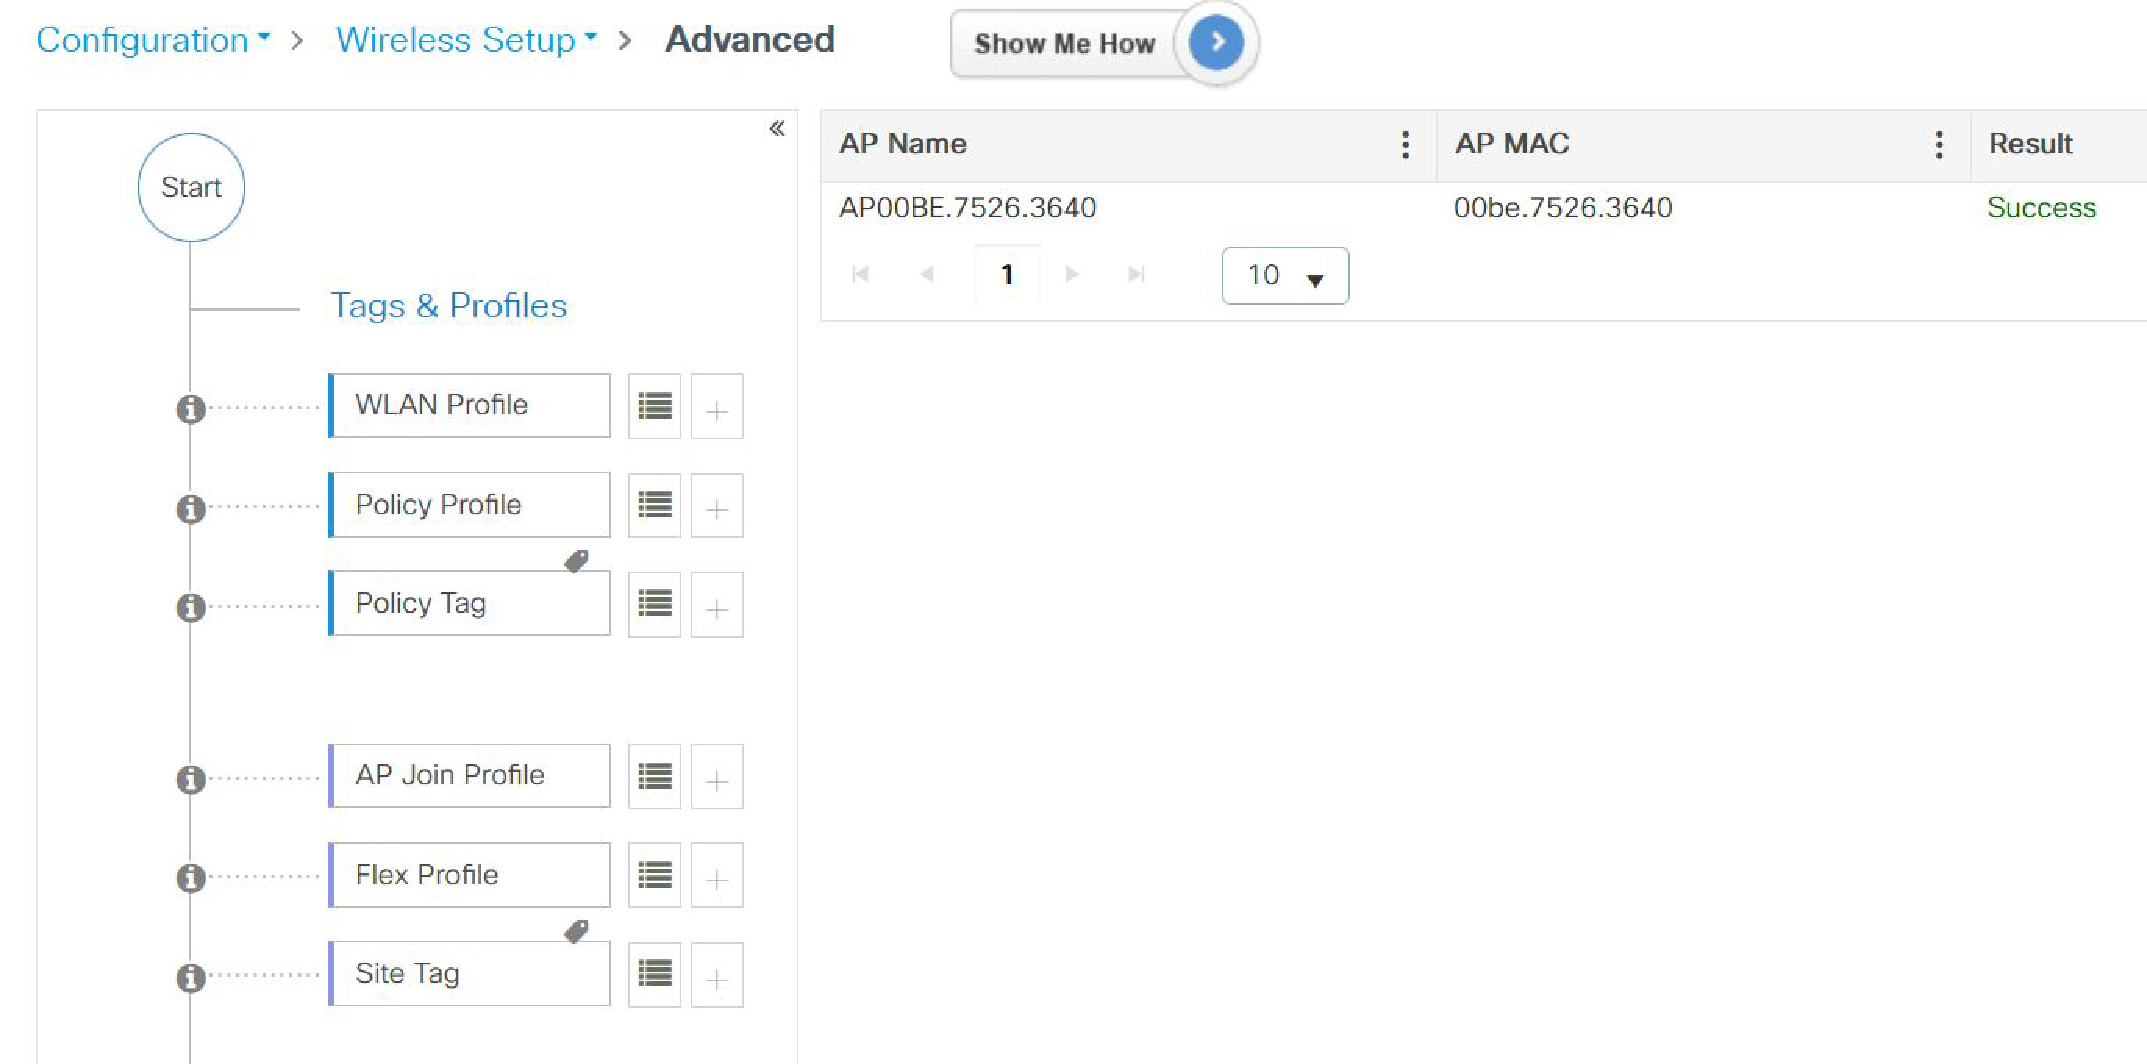 Configuration > Wireless Setup > Advanced
Show Me How
Start
Tags & Profiles
WLAN Profile
Policy Profile
Policy Tag
AP Join Profile
Flex Profile
Site Tag
AP Name AP MAC Result
AP00BE.7526.3640 00be.7526.3640 Success
1 10